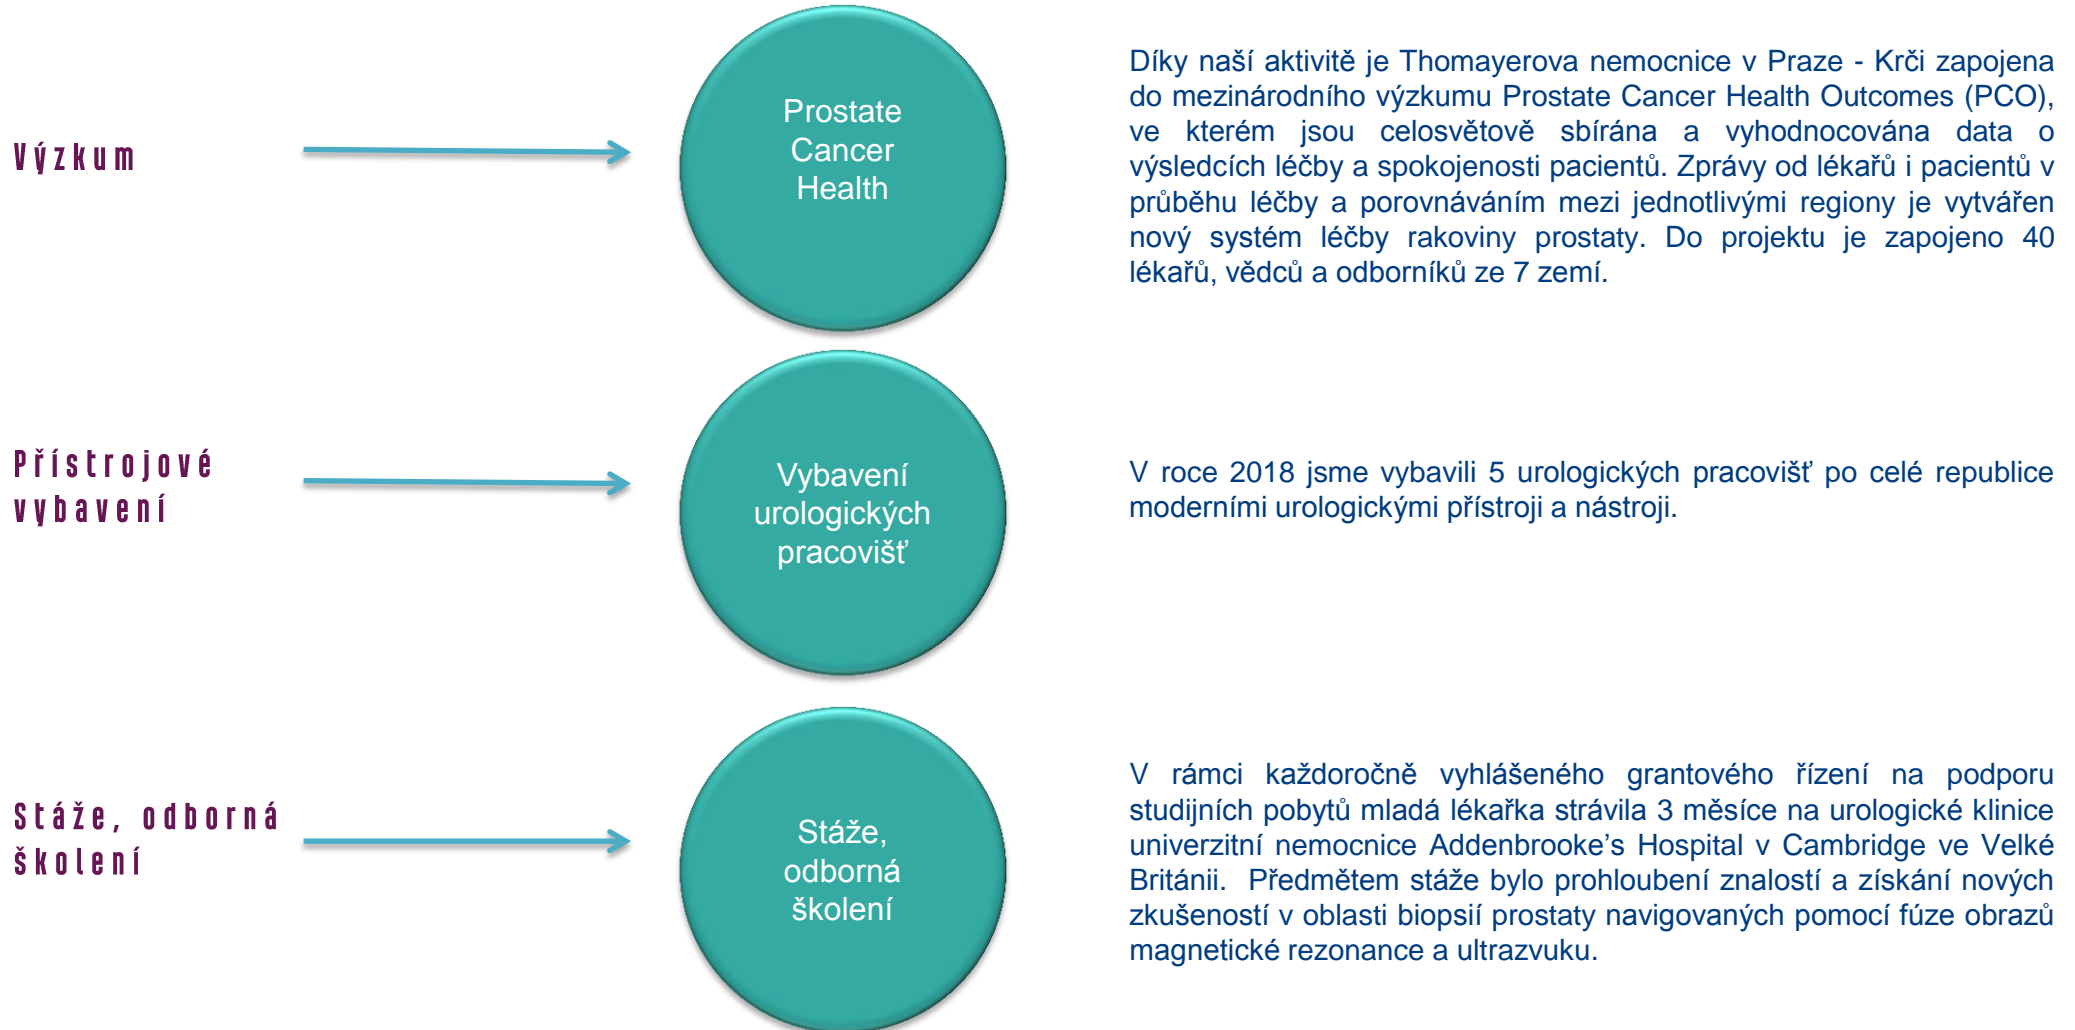 Výzkum
Prostate
Cancer
Health
Díky naší aktivitě je Thomayerova nemocnice v Praze - Krči zapojena
do mezinárodního výzkumu Prostate Cancer Health Outcomes (PCO),
ve kterém jsou celosvětově sbírána a vyhodnocována data o
výsledcích léčby a spokojenosti pacientů. Zprávy od lékařů i pacientů v
průběhu léčby a porovnáváním mezi jednotlivými regiony je vytvářen
nový systém léčby rakoviny prostaty. Do projektu je zapojeno 40
lékařů, vědců a odborníků ze 7 zemí.
Přístrojové
vybavení
Vybavení
urologických
pracovišť
V roce 2018 jsme vybavili 5 urologických pracovišť po celé republice
moderními urologickými přístroji a nástroji.
Stáže, odborná
školení
Stáže,
odborná
školení
V rámci každoročně vyhlášeného grantového řízení na podporu
studijních pobytů mladá lékařka strávila 3 měsíce na urologické klinice
univerzitní nemocnice Addenbrooke’s Hospital v Cambridge ve Velké
Británii. Předmětem stáže bylo prohloubení znalostí a získání nových
zkušeností v oblasti biopsií prostaty navigovaných pomocí fúze obrazů
magnetické rezonance a ultrazvuku.